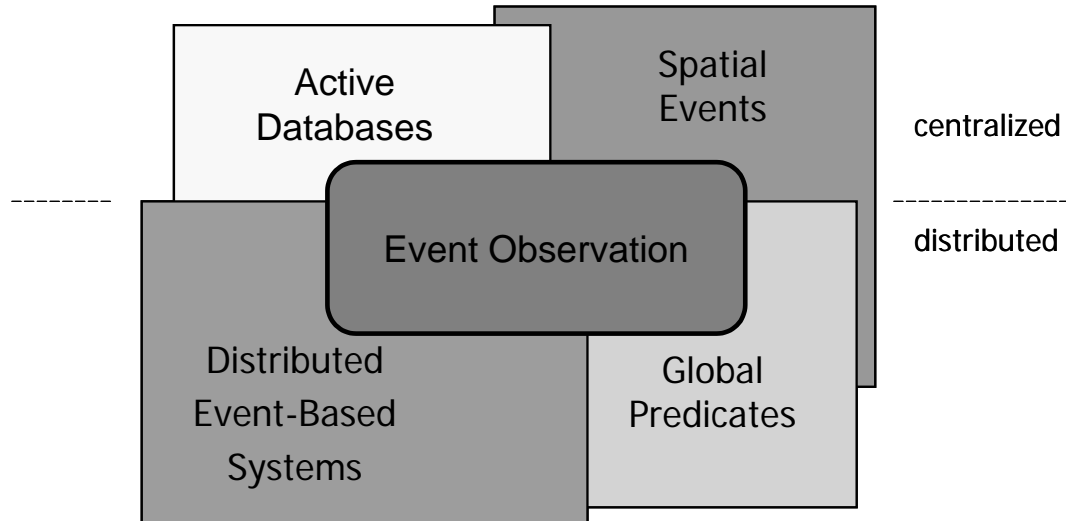 Active
Databases
Spatial
Events
centralized
Event Observation
distributed
Distributed
Event-Based
Systems
Global
Predicates